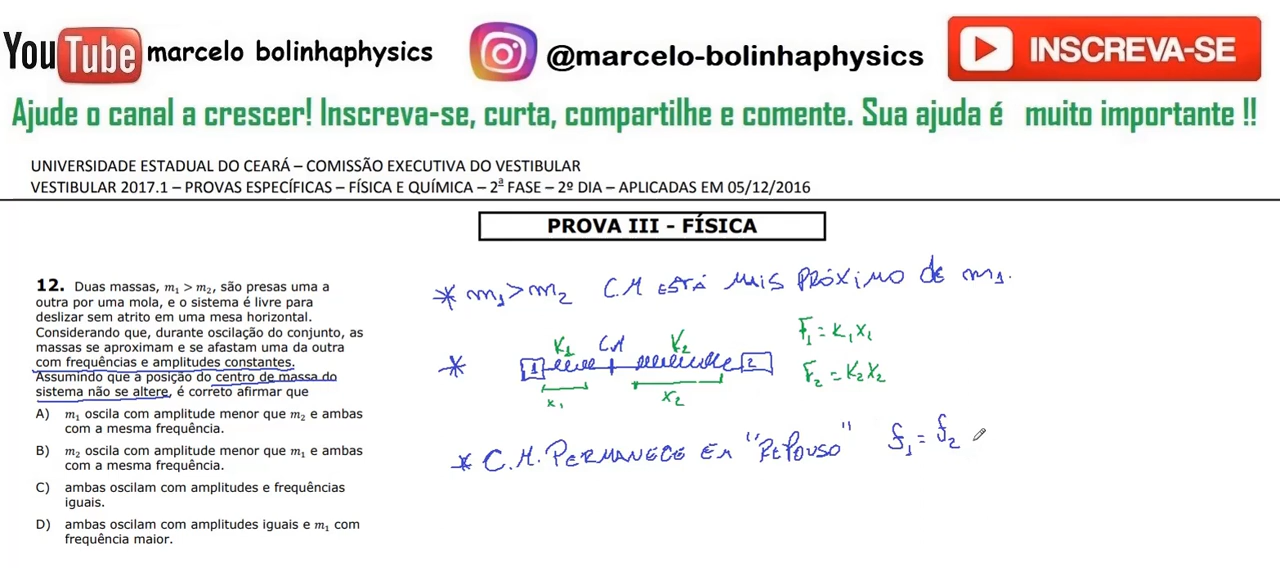 YouTube marcelo bolinhaphysics @marcelo-bolinhaphysics INSCREVA-SE
Ajude o canal a crescer! Inscreva-se, curta, compartilhe e comente. Sua ajuda é muito importante !!
UNIVERSIDADE ESTADUAL DO CEARÁ – COMISSÃO EXECUTIVA DO VESTIBULAR
VESTIBULAR 2017.1 – PROVAS ESPECÍFICAS – FÍSICA E QUÍMICA – 2ª FASE – 2º DIA – APLICADAS EM 05/12/2016
PROVA III - FÍSICA
12. Duas massas, m₁ > m₂, são presas uma a
outra por uma mola, e o sistema é livre para
deslizar sem atrito em uma mesa horizontal.
Considerando que, durante oscilação do conjunto, as
massas se aproximam e se afastam uma da outra
com frequências e amplitudes constantes.
Assumindo que a posição do centro de massa do
sistema não se altere, é correto afirmar que
A) m₁ oscila com amplitude menor que m₂ e ambas
com a mesma frequência.
B) m₂ oscila com amplitude menor que m₁ e ambas
com a mesma frequência.
C) ambas oscilam com amplitudes e frequências
iguais.
D) ambas oscilam com amplitudes iguais e m₁ com
frequência maior.
* m₁ > m₂ C.M ESTÁ MAIS PRÓXIMO de m₁.
K₁ CM K₂ F₁ = K₁X₁
* 1 2
x₁ X₂ F₂ = K₂X₂
* C.M. PERMANECE EM "REPOUSO" f₁ = f₂